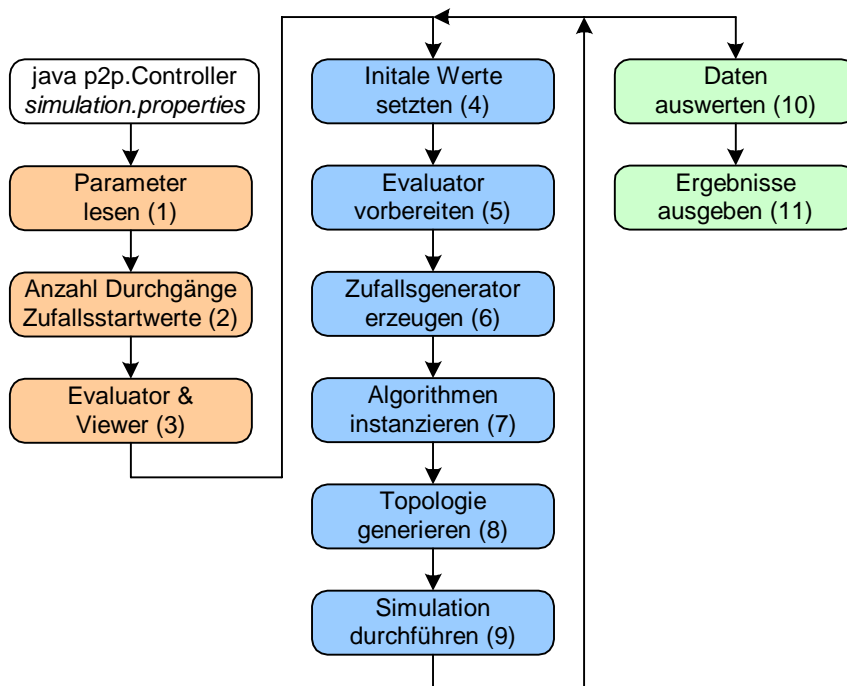 java p2p.Controller
simulation.properties
Parameter
lesen (1)
Anzahl Durchgänge
Zufallsstartwerte (2)
Evaluator &
Viewer (3)
Initale Werte
setzten (4)
Evaluator
vorbereiten (5)
Zufallsgenerator
erzeugen (6)
Algorithmen
instanzieren (7)
Topologie
generieren (8)
Simulation
durchführen (9)
Daten
auswerten (10)
Ergebnisse
ausgeben (11)